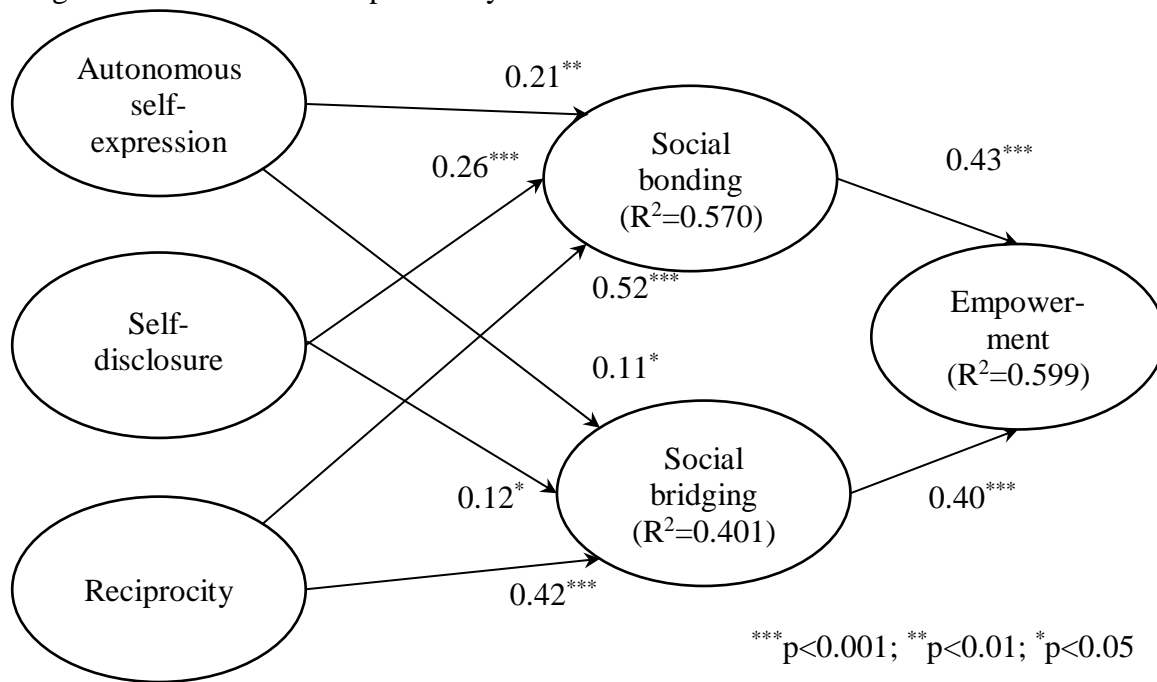 Autonomous
self-
expression
0.21**
Social
bonding
(R²=0.570)
0.26***
0.43***
Self-
disclosure
0.52***
Empower-
ment
(R²=0.599)
0.11*
Social
bridging
(R²=0.401)
0.12*
0.40***
Reciprocity
0.42***
***p<0.001; **p<0.01; *p<0.05